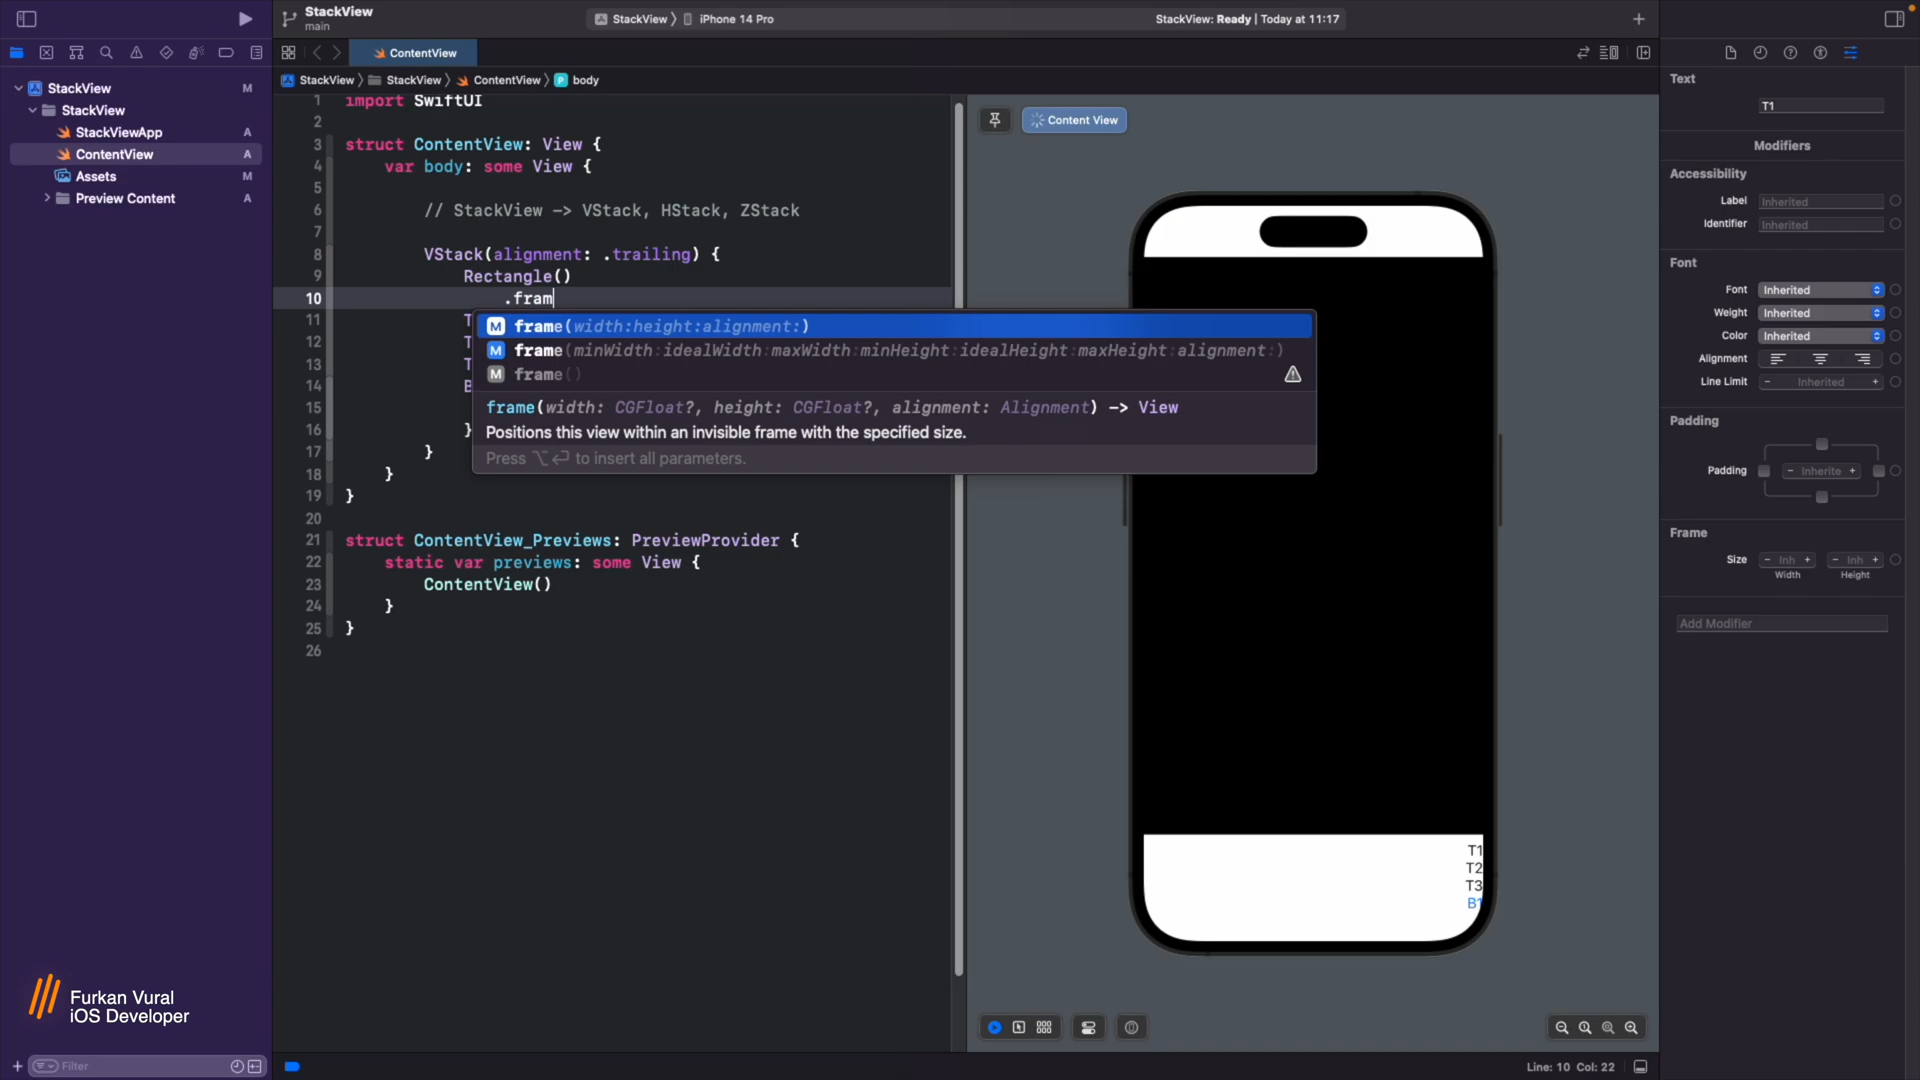 StackView
main
StackView
iPhone 14 Pro
StackView: Ready | Today at 11:17
ContentView
StackView
StackView
ContentView
body
StackView M
StackView
StackViewApp A
ContentView A
Assets M
Preview Content A
1 import SwiftUI
2
3 struct ContentView: View {
4 var body: some View {
5
6 // StackView -> VStack, HStack, ZStack
7
8 VStack(alignment: .trailing) {
9 Rectangle()
10 .fram
11 T
12 T
13 T
14 B
15
16 }
17 }
18 }
19 }
20
21 struct ContentView_Previews: PreviewProvider {
22 static var previews: some View {
23 ContentView()
24 }
25 }
26
M frame(width:height:alignment:)
M frame(minWidth:idealWidth:maxWidth:minHeight:idealHeight:maxHeight:alignment:)
M frame()
frame(width: CGFloat?, height: CGFloat?, alignment: Alignment) -> View
Positions this view within an invisible frame with the specified size.
Press ⌥↩ to insert all parameters.
Content View
T1
T2
T3
B1
Text
T1
Modifiers
Accessibility
Label Inherited
Identifier Inherited
Font
Font Inherited
Weight Inherited
Color Inherited
Alignment
Line Limit − Inherited +
Padding
Padding − Inherite +
Frame
Size − Inh + − Inh +
Width Height
Add Modifier
Furkan Vural
iOS Developer
Filter
Line: 10 Col: 22